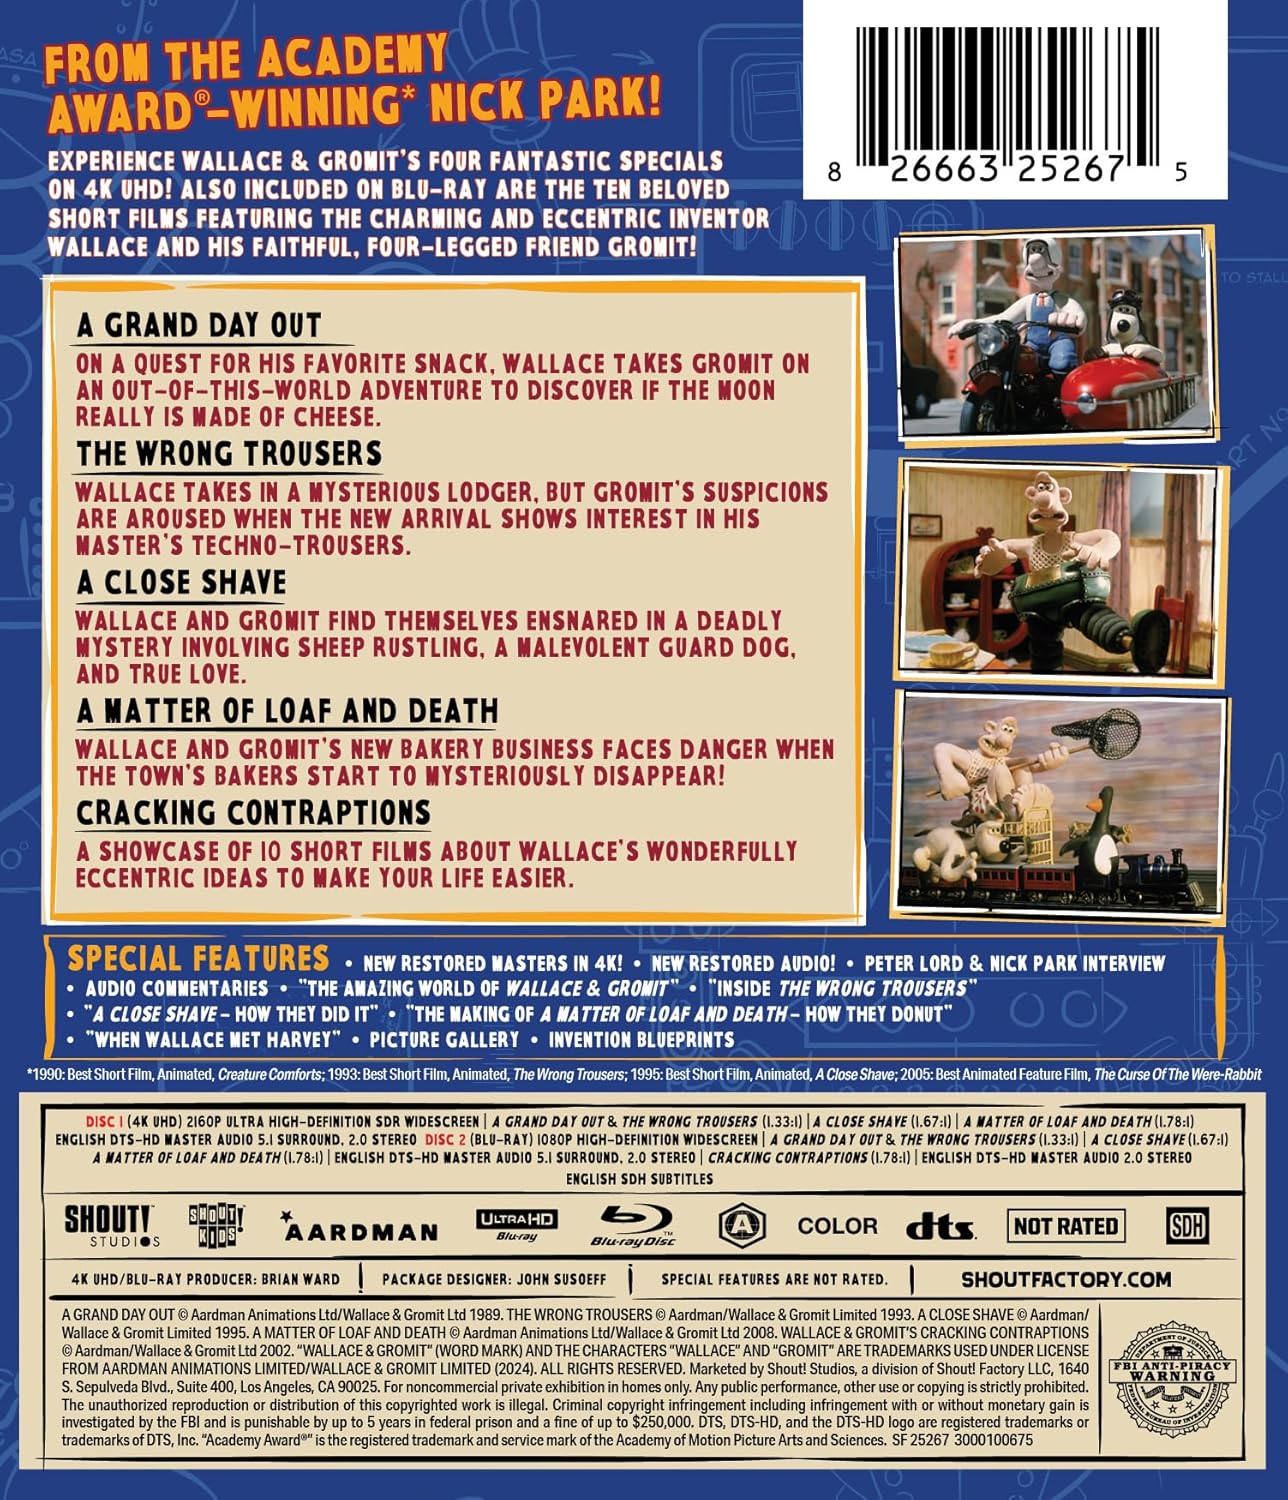 FROM THE ACADEMY
AWARD®-WINNING* NICK PARK!
EXPERIENCE WALLACE & GROMIT'S FOUR FANTASTIC SPECIALS
ON 4K UHD! ALSO INCLUDED ON BLU-RAY ARE THE TEN BELOVED
SHORT FILMS FEATURING THE CHARMING AND ECCENTRIC INVENTOR
WALLACE AND HIS FAITHFUL, FOUR-LEGGED FRIEND GROMIT!
8 26663 25267 5
TO STALL
A GRAND DAY OUT
ON A QUEST FOR HIS FAVORITE SNACK, WALLACE TAKES GROMIT ON
AN OUT-OF-THIS-WORLD ADVENTURE TO DISCOVER IF THE MOON
REALLY IS MADE OF CHEESE.
THE WRONG TROUSERS
WALLACE TAKES IN A MYSTERIOUS LODGER, BUT GROMIT'S SUSPICIONS
ARE AROUSED WHEN THE NEW ARRIVAL SHOWS INTEREST IN HIS
MASTER'S TECHNO-TROUSERS.
A CLOSE SHAVE
WALLACE AND GROMIT FIND THEMSELVES ENSNARED IN A DEADLY
MYSTERY INVOLVING SHEEP RUSTLING, A MALEVOLENT GUARD DOG,
AND TRUE LOVE.
A MATTER OF LOAF AND DEATH
WALLACE AND GROMIT'S NEW BAKERY BUSINESS FACES DANGER WHEN
THE TOWN'S BAKERS START TO MYSTERIOUSLY DISAPPEAR!
CRACKING CONTRAPTIONS
A SHOWCASE OF 10 SHORT FILMS ABOUT WALLACE'S WONDERFULLY
ECCENTRIC IDEAS TO MAKE YOUR LIFE EASIER.
SPECIAL FEATURES • NEW RESTORED MASTERS IN 4K! • NEW RESTORED AUDIO! • PETER LORD & NICK PARK INTERVIEW
• AUDIO COMMENTARIES • "THE AMAZING WORLD OF WALLACE & GROMIT" • "INSIDE THE WRONG TROUSERS"
• "A CLOSE SHAVE – HOW THEY DID IT" • "THE MAKING OF A MATTER OF LOAF AND DEATH – HOW THEY DONUT"
• "WHEN WALLACE MET HARVEY" • PICTURE GALLERY • INVENTION BLUEPRINTS
*1990: Best Short Film, Animated, Creature Comforts; 1993: Best Short Film, Animated, The Wrong Trousers; 1995: Best Short Film, Animated, A Close Shave; 2005: Best Animated Feature Film, The Curse Of The Were-Rabbit
DISC 1 (4K UHD) 2160P ULTRA HIGH-DEFINITION SDR WIDESCREEN | A GRAND DAY OUT & THE WRONG TROUSERS (1.33:1) | A CLOSE SHAVE (1.67:1) | A MATTER OF LOAF AND DEATH (1.78:1)
ENGLISH DTS-HD MASTER AUDIO 5.1 SURROUND, 2.0 STEREO DISC 2 (BLU-RAY) 1080P HIGH-DEFINITION WIDESCREEN | A GRAND DAY OUT & THE WRONG TROUSERS (1.33:1) | A CLOSE SHAVE (1.67:1)
A MATTER OF LOAF AND DEATH (1.78:1) | ENGLISH DTS-HD MASTER AUDIO 5.1 SURROUND, 2.0 STEREO | CRACKING CONTRAPTIONS (1.78:1) | ENGLISH DTS-HD MASTER AUDIO 2.0 STEREO
ENGLISH SDH SUBTITLES
SHOUT! STUDIOS SHOUT! KIDS! AARDMAN ULTRA HD Blu-ray Blu-ray Disc™ A COLOR dts. NOT RATED SDH
4K UHD/BLU-RAY PRODUCER: BRIAN WARD | PACKAGE DESIGNER: JOHN SUSOEFF | SPECIAL FEATURES ARE NOT RATED. | SHOUTFACTORY.COM
A GRAND DAY OUT © Aardman Animations Ltd/Wallace & Gromit Ltd 1989. THE WRONG TROUSERS © Aardman/Wallace & Gromit Limited 1993. A CLOSE SHAVE © Aardman/
Wallace & Gromit Limited 1995. A MATTER OF LOAF AND DEATH © Aardman Animations Ltd/Wallace & Gromit Ltd 2008. WALLACE & GROMIT'S CRACKING CONTRAPTIONS
© Aardman/Wallace & Gromit Ltd 2002. "WALLACE & GROMIT" (WORD MARK) AND THE CHARACTERS "WALLACE" AND "GROMIT" ARE TRADEMARKS USED UNDER LICENSE
FROM AARDMAN ANIMATIONS LIMITED/WALLACE & GROMIT LIMITED (2024). ALL RIGHTS RESERVED. Marketed by Shout! Studios, a division of Shout! Factory LLC, 1640
S. Sepulveda Blvd., Suite 400, Los Angeles, CA 90025. For noncommercial private exhibition in homes only. Any public performance, other use or copying is strictly prohibited.
The unauthorized reproduction or distribution of this copyrighted work is illegal. Criminal copyright infringement including infringement with or without monetary gain is
investigated by the FBI and is punishable by up to 5 years in federal prison and a fine of up to $250,000. DTS, DTS-HD, and the DTS-HD logo are registered trademarks or
trademarks of DTS, Inc. "Academy Award®" is the registered trademark and service mark of the Academy of Motion Picture Arts and Sciences. SF 25267 3000100675
FBI ANTI-PIRACY
WARNING